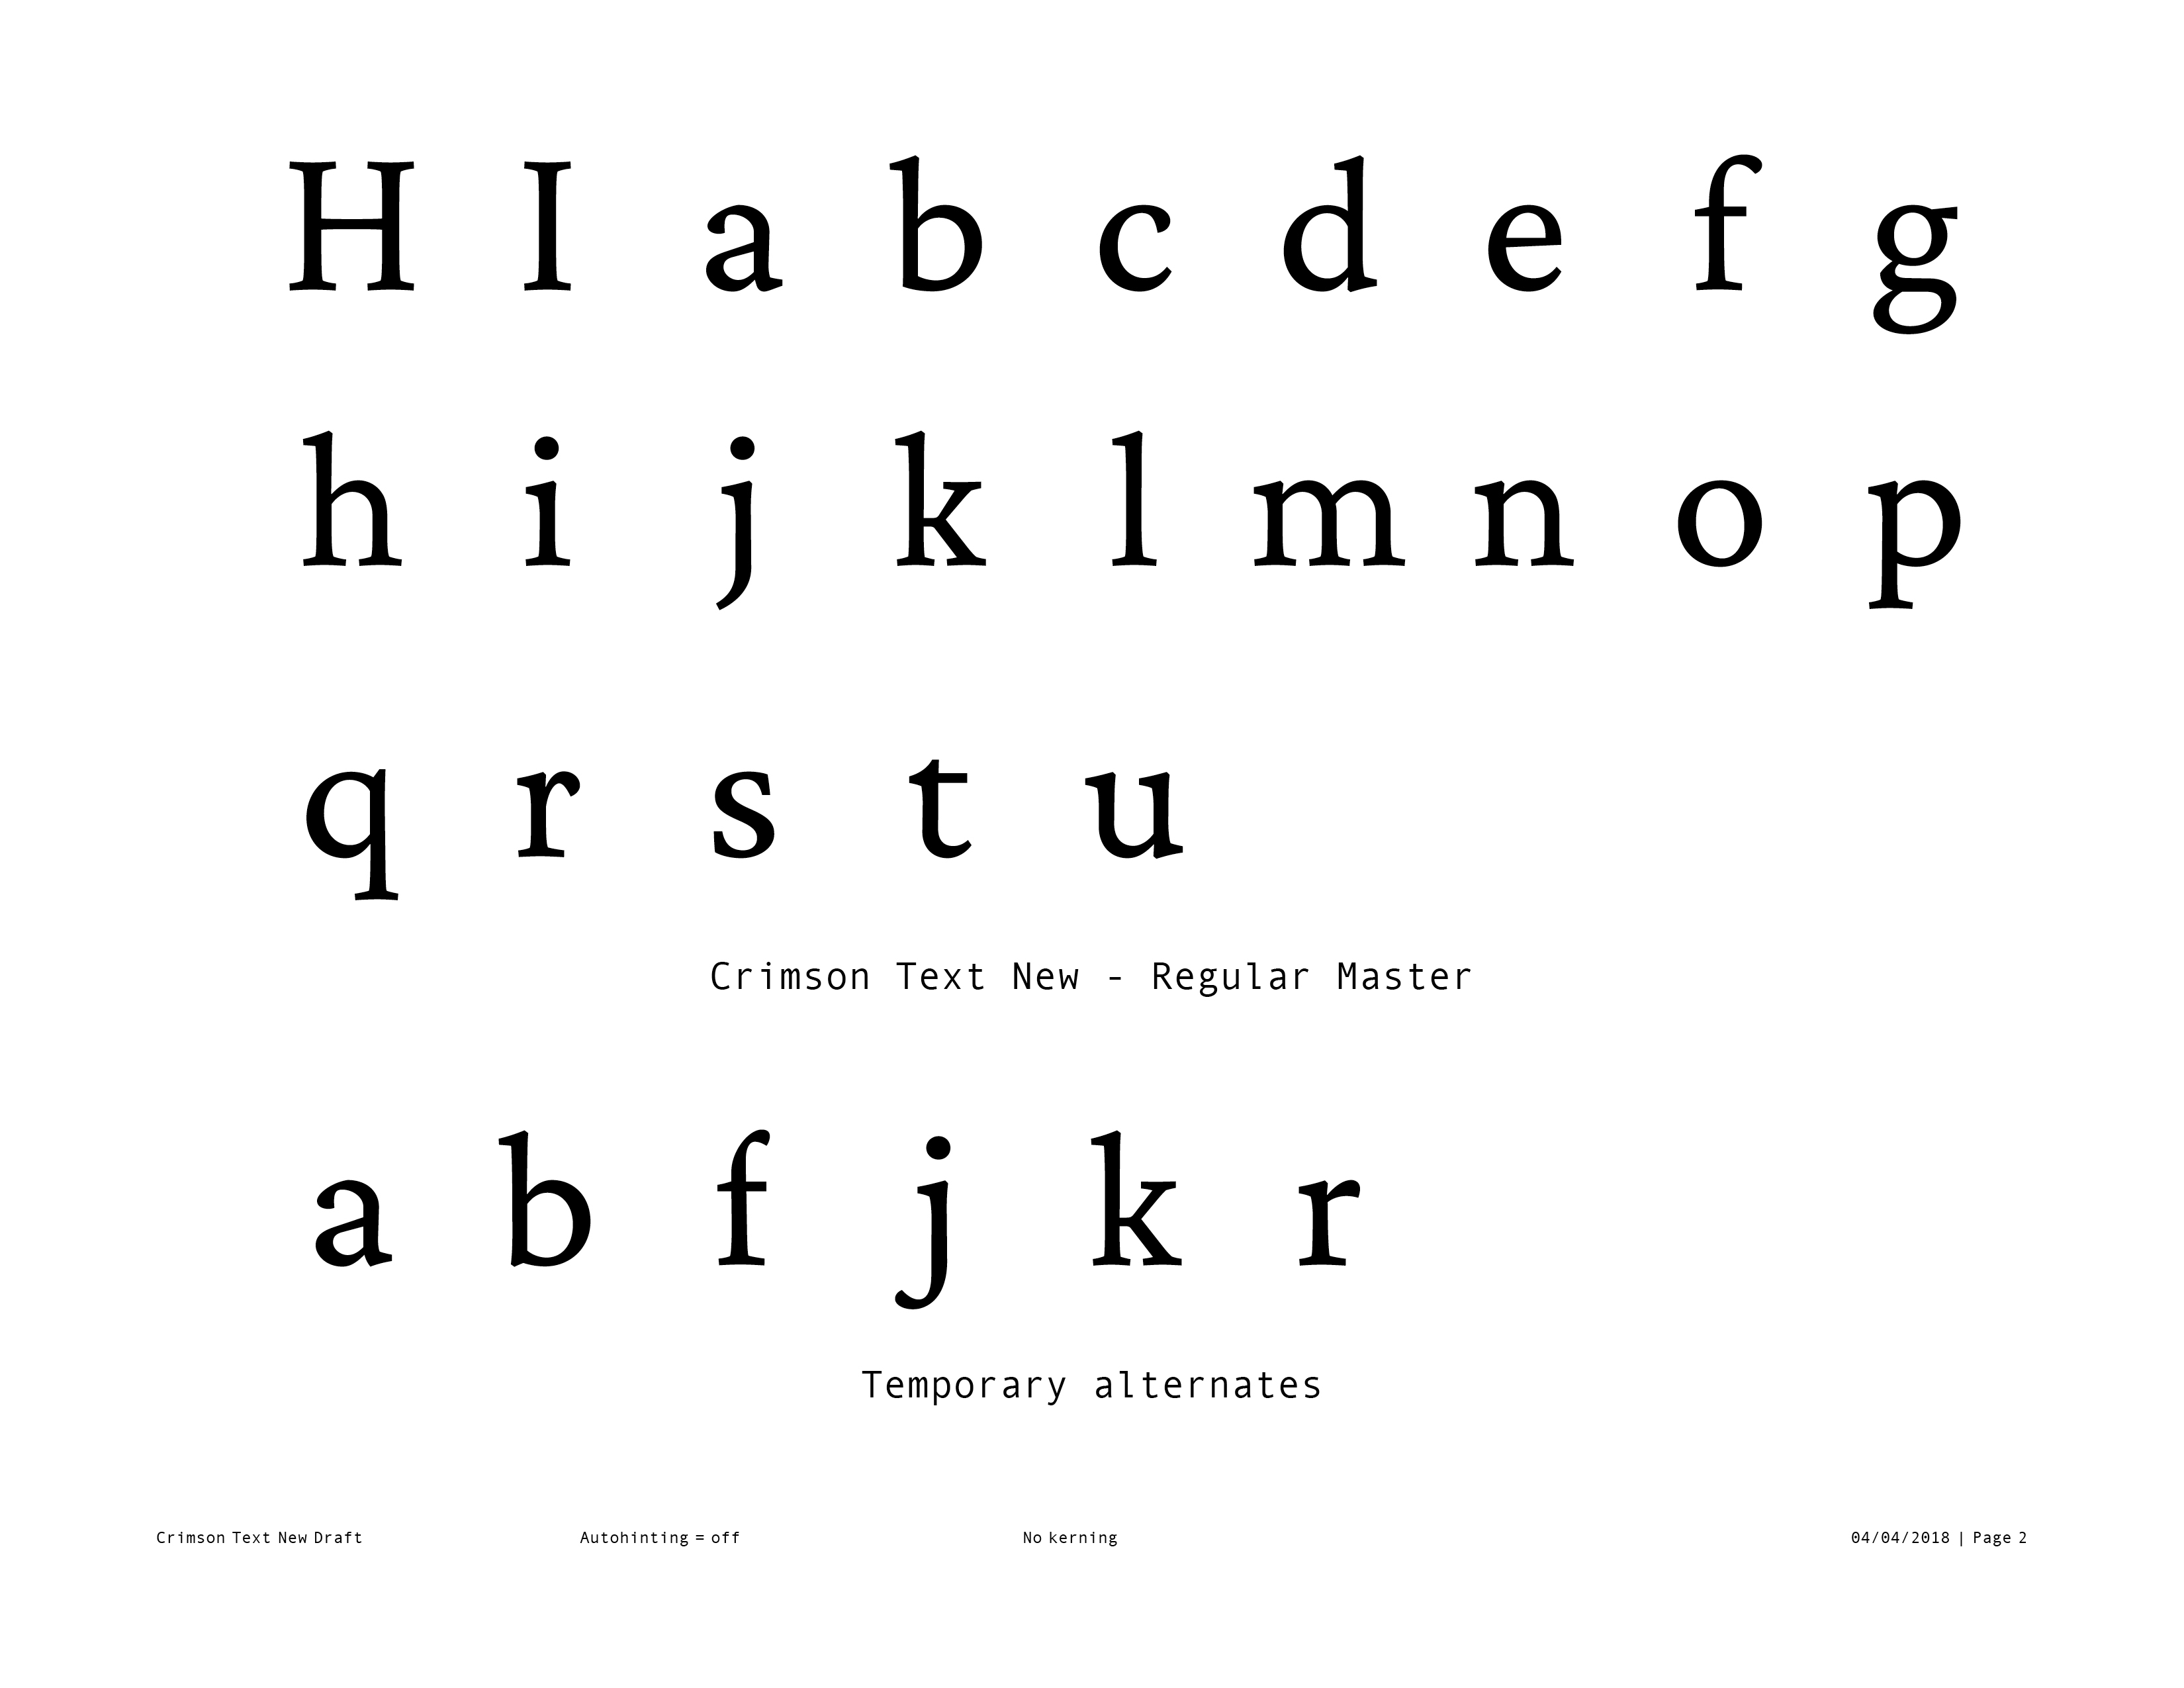 H I a b c d e f g
h i j k l m n o p
q r s t u
Crimson Text New - Regular Master
a b f j k r
Temporary alternates
Crimson Text New Draft Autohinting = off No kerning 04/04/2018 | Page 2